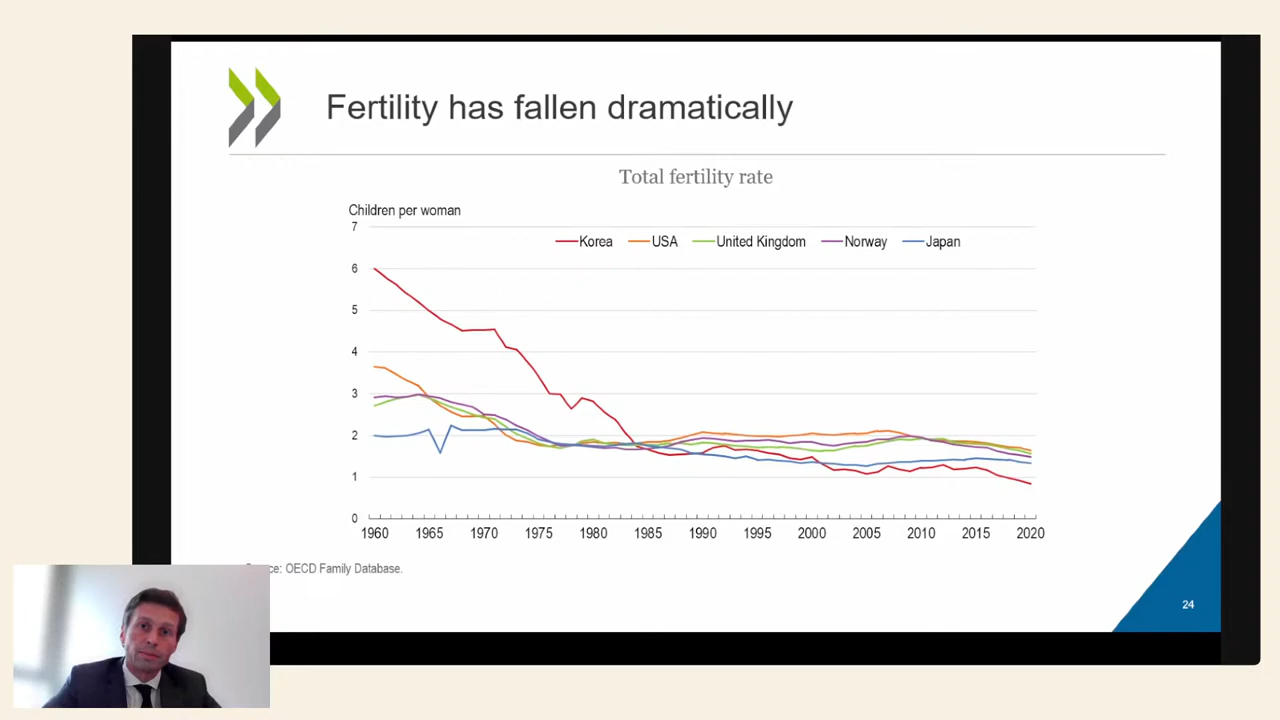 Fertility has fallen dramatically
Total fertility rate
Children per woman
7
Korea USA United Kingdom Norway Japan
6
5
4
3
2
1
0
1960 1965 1970 1975 1980 1985 1990 1995 2000 2005 2010 2015 2020
OECD Family Database.
24